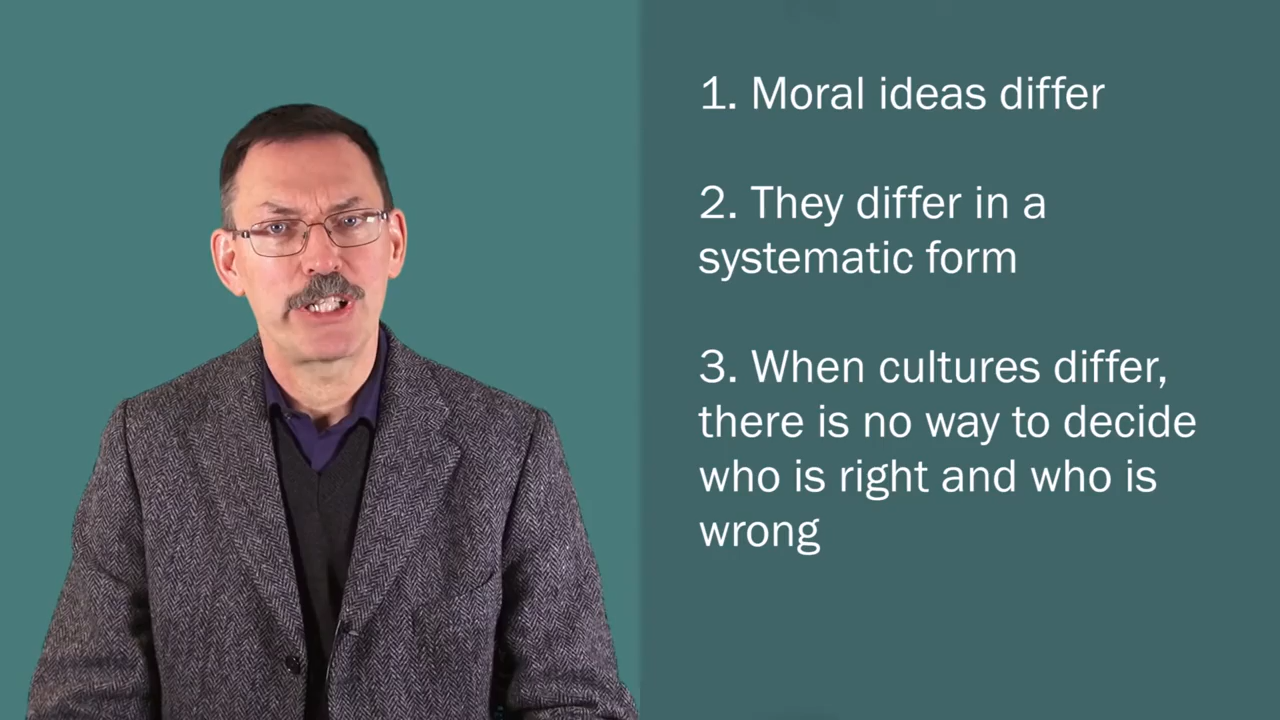 1. Moral ideas differ
2. They differ in a
systematic form
3. When cultures differ,
there is no way to decide
who is right and who is
wrong